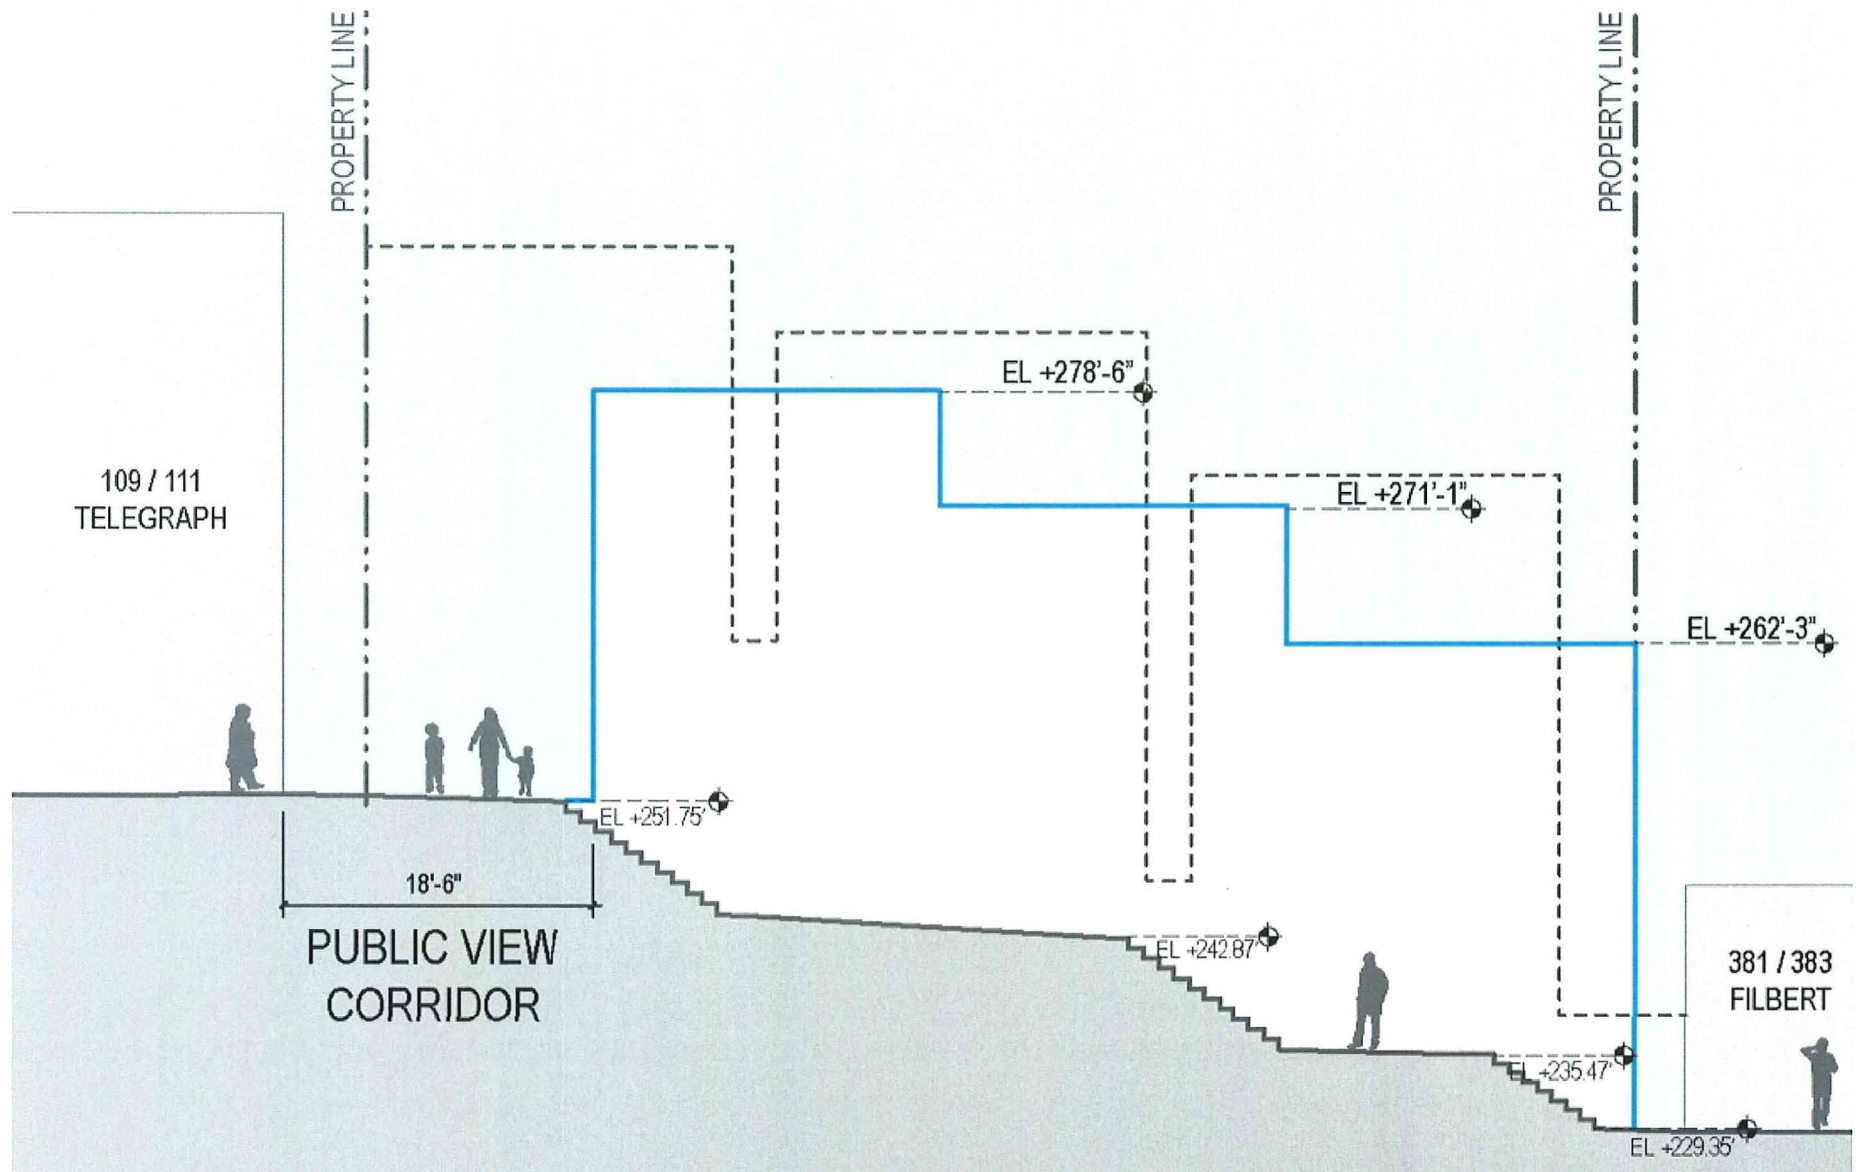 PROPERTY LINE
PROPERTY LINE
EL +278'-6"
109 / 111
TELEGRAPH
EL +271'-1"
EL +262'-3"
EL +251.75'
18'-6"
PUBLIC VIEW
CORRIDOR
EL +242.87'
381 / 383
FILBERT
EL +235.47'
EL +229.35'